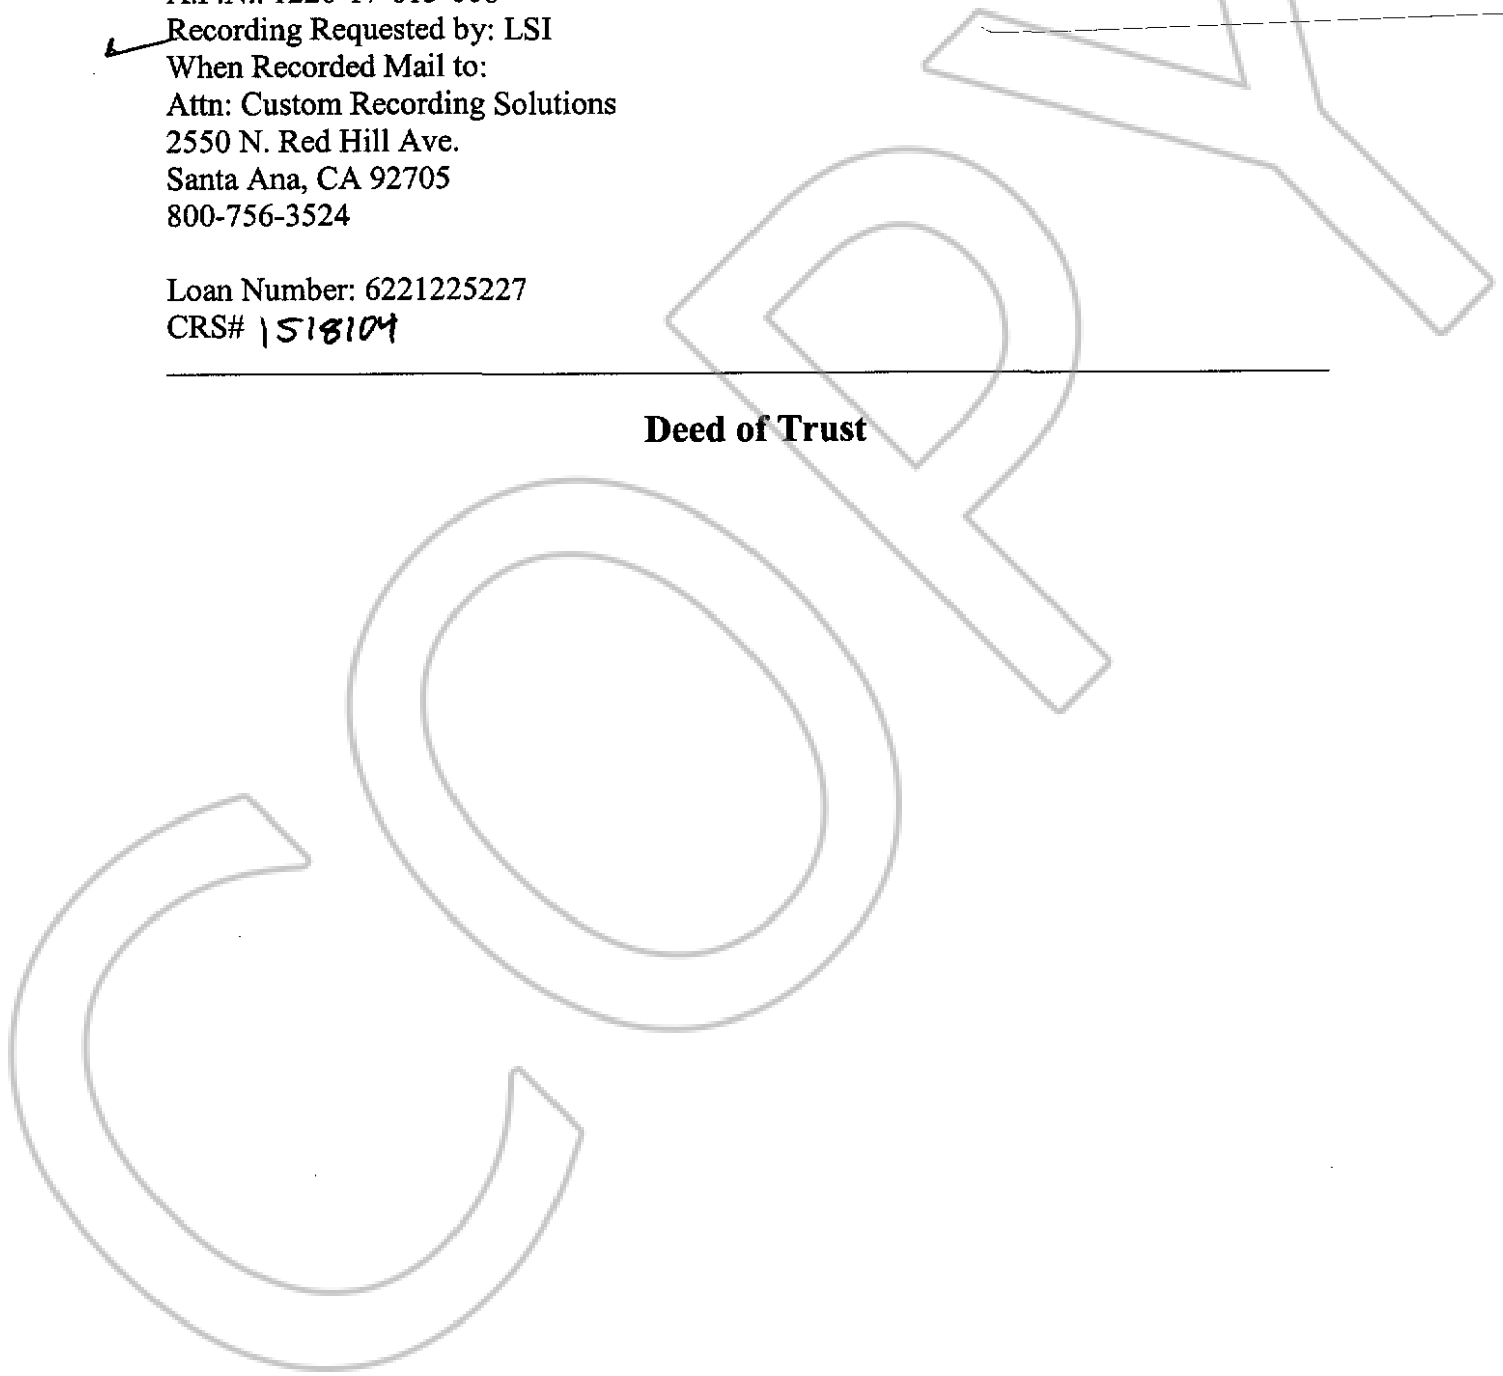 Recording Requested by: LSI
When Recorded Mail to:
Attn: Custom Recording Solutions
2550 N. Red Hill Ave.
Santa Ana, CA 92705
800-756-3524
Loan Number: 6221225227
CRS# 1518104
Deed of Trust
COPY